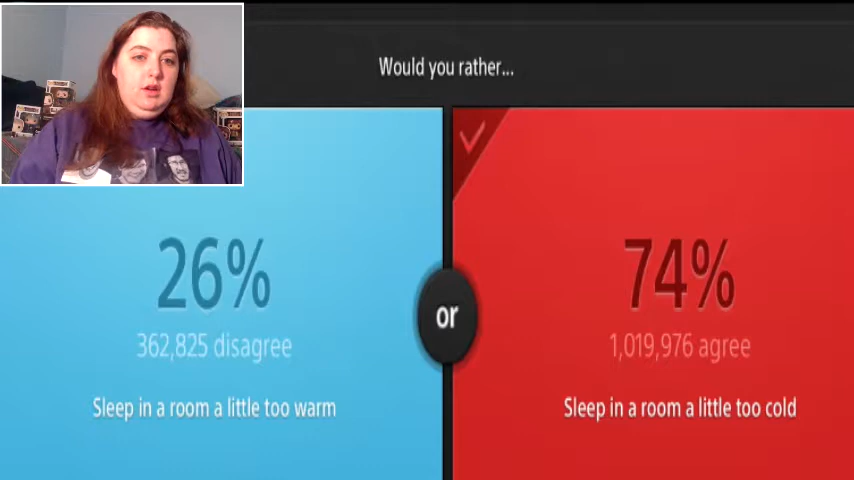 Would you rather...
26%
362,825 disagree
Sleep in a room a little too warm
or
74%
1,019,976 agree
Sleep in a room a little too cold